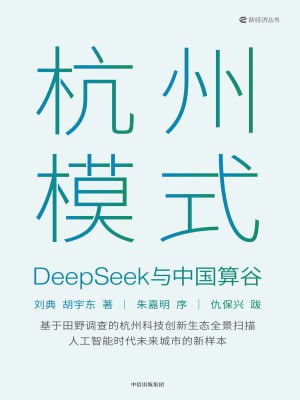 新经济丛书
杭州
模式
DeepSeek与中国算谷
刘典 胡宇东 著 | 朱嘉明 序 | 仇保兴 跋
基于田野调查的杭州科技创新生态全景扫描
人工智能时代未来城市的新样本
中信出版集团